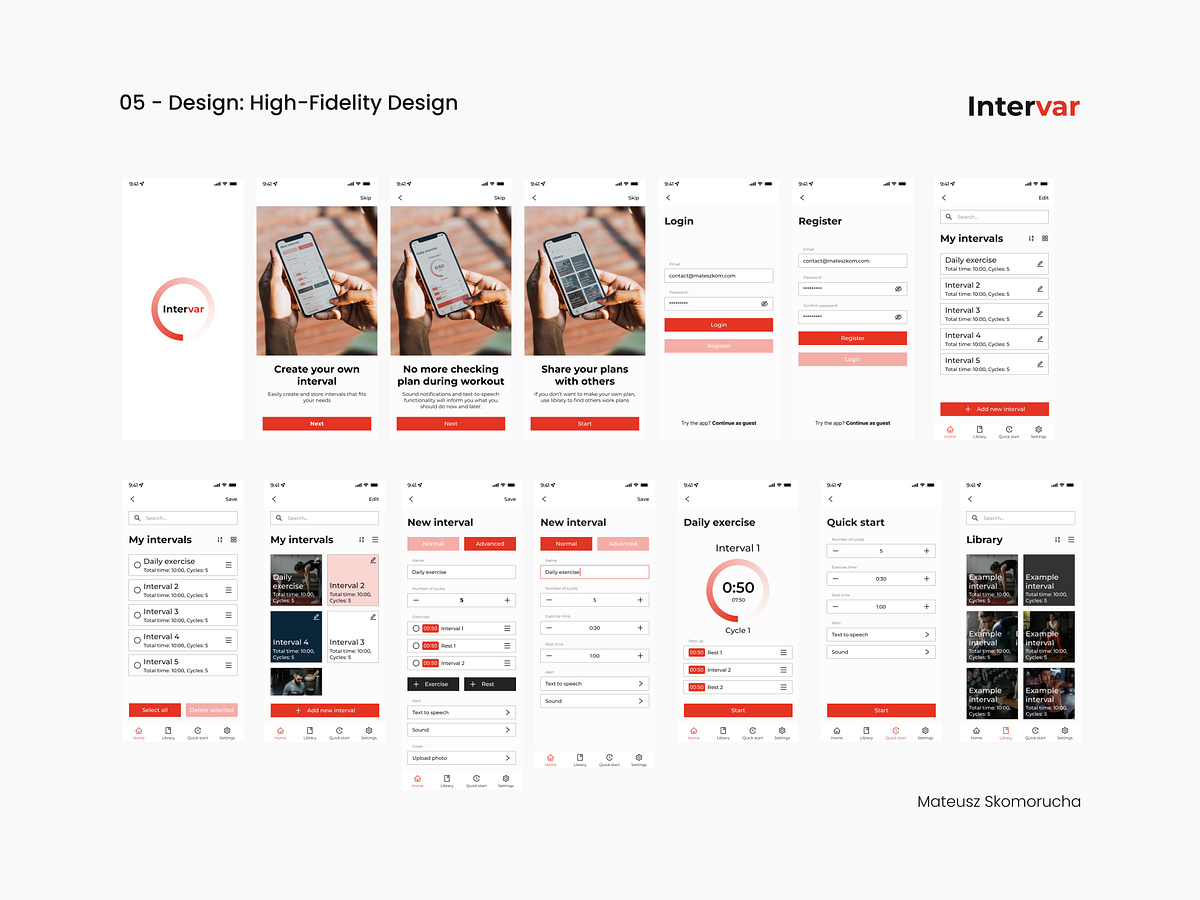 05 - Design: High-Fidelity Design
Intervar
9:41
Intervar
9:41
Skip
Create your own
interval
Easily create and store intervals that fits
your needs
Next
9:41
Skip
No more checking
plan during workout
Sound notifications and text-to-speech
functionality will inform you what you
should do now and later.
Next
9:41
Skip
Share your plans
with others
If you don't want to make your own plan,
use library to find others work plans
Start
9:41
Login
Email
contact@mateszkom.com
Password
Login
Register
Try the app? Continue as guest
9:41
Register
Email
contact@mateszkom.com
Password
Confirm password
Register
Login
Try the app? Continue as guest
9:41
Edit
Search...
My intervals
Daily exercise
Total time: 10:00, Cycles: 5
Interval 2
Total time: 10:00, Cycles: 5
Interval 3
Total time: 10:00, Cycles: 5
Interval 4
Total time: 10:00, Cycles: 5
Interval 5
Total time: 10:00, Cycles: 5
+ Add new interval
Home Library Quick start Settings
9:41
Save
Search...
My intervals
Daily exercise
Total time: 10:00, Cycles: 5
Interval 2
Total time: 10:00, Cycles: 5
Interval 3
Total time: 10:00, Cycles: 5
Interval 4
Total time: 10:00, Cycles: 5
Interval 5
Total time: 10:00, Cycles: 5
Select all Delete selected
Home Library Quick start Settings
9:41
Edit
Search...
My intervals
Daily
exercise
Total time: 10:00,
Cycles: 5
Interval 2
Total time: 10:00,
Cycles: 5
Interval 4
Total time: 10:00,
Cycles: 5
Interval 3
Total time: 10:00,
Cycles: 5
+ Add new interval
Home Library Quick start Settings
9:41
Save
New interval
Normal Advanced
Name
Daily exercise
Number of cycles
− 5 +
Exercises
00:50 Interval 1
00:50 Rest 1
00:50 Interval 2
+ Exercise + Rest
Alert
Text to speech
Sound
Cover
Upload photo
Home Library Quick start Settings
9:41
Save
New interval
Normal Advanced
Name
Daily exercise
Number of cycles
− 5 +
Exercise time
− 0:30 +
Rest time
− 1:00 +
Alert
Text to speech
Sound
Home Library Quick start Settings
9:41
Daily exercise
Interval 1
0:50
07:50
Cycle 1
Next up
00:50 Rest 1
00:50 Interval 2
00:50 Rest 2
Start
Home Library Quick start Settings
9:41
Quick start
Number of cycles
− 5 +
Exercise time
− 0:30 +
Rest time
− 1:00 +
Alert
Text to speech
Sound
Start
Home Library Quick start Settings
9:41
Search...
Library
Example
interval
Total time: 10:00,
Cycles: 5
Example
interval
Total time: 10:00,
Cycles: 5
Example
interval
Total time: 10:00,
Cycles: 5
Example
interval
Total time: 10:00,
Cycles: 5
Example
interval
Total time: 10:00,
Cycles: 5
Example
interval
Total time: 10:00,
Cycles: 5
Home Library Quick start Settings
Mateusz Skomorucha